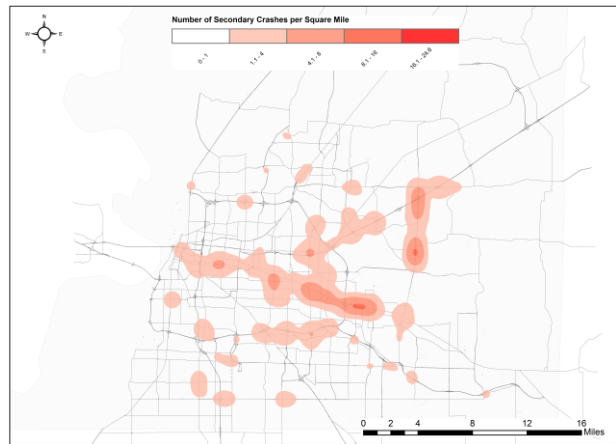 Number of Secondary Crashes per Square Mile
N
W E
S
0 - 1
1.1 - 4
4.1 - 8
8.1 - 16
16.1 - 26.9
0 2 4 8 12 16
Miles